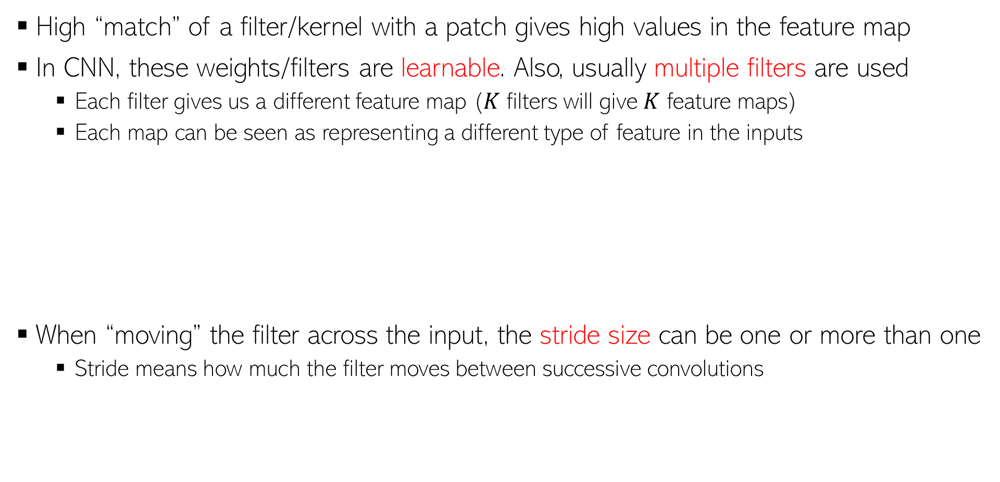 ▪ High “match” of a filter/kernel with a patch gives high values in the feature map
▪ In CNN, these weights/filters are learnable. Also, usually multiple filters are used
▪ Each filter gives us a different feature map (K filters will give K feature maps)
▪ Each map can be seen as representing a different type of feature in the inputs
▪ When “moving” the filter across the input, the stride size can be one or more than one
▪ Stride means how much the filter moves between successive convolutions